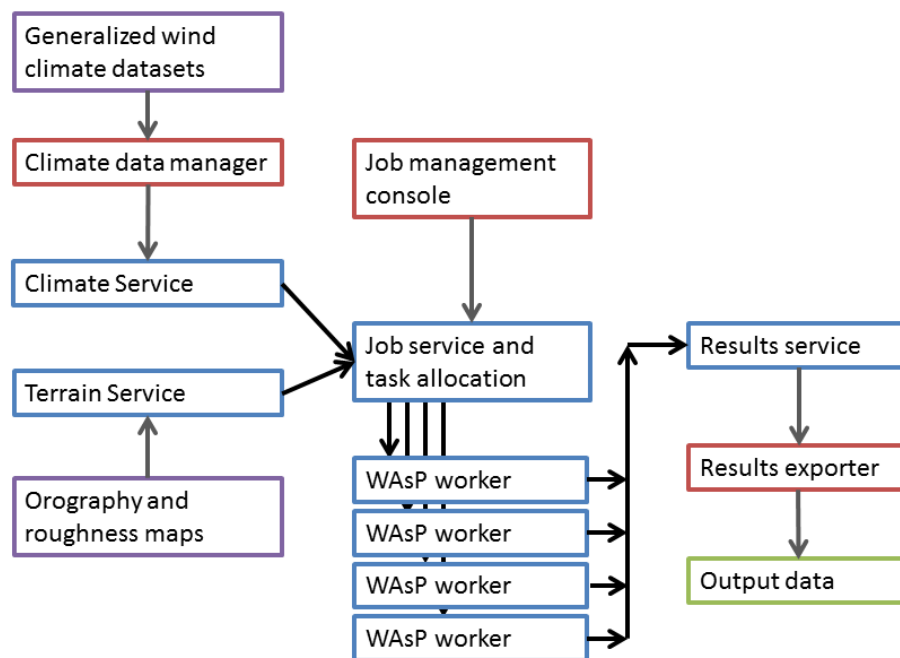 Generalized wind
climate datasets
Climate data manager
Climate Service
Terrain Service
Orography and
roughness maps
Job management
console
Job service and
task allocation
WAsP worker
WAsP worker
WAsP worker
WAsP worker
Results service
Results exporter
Output data